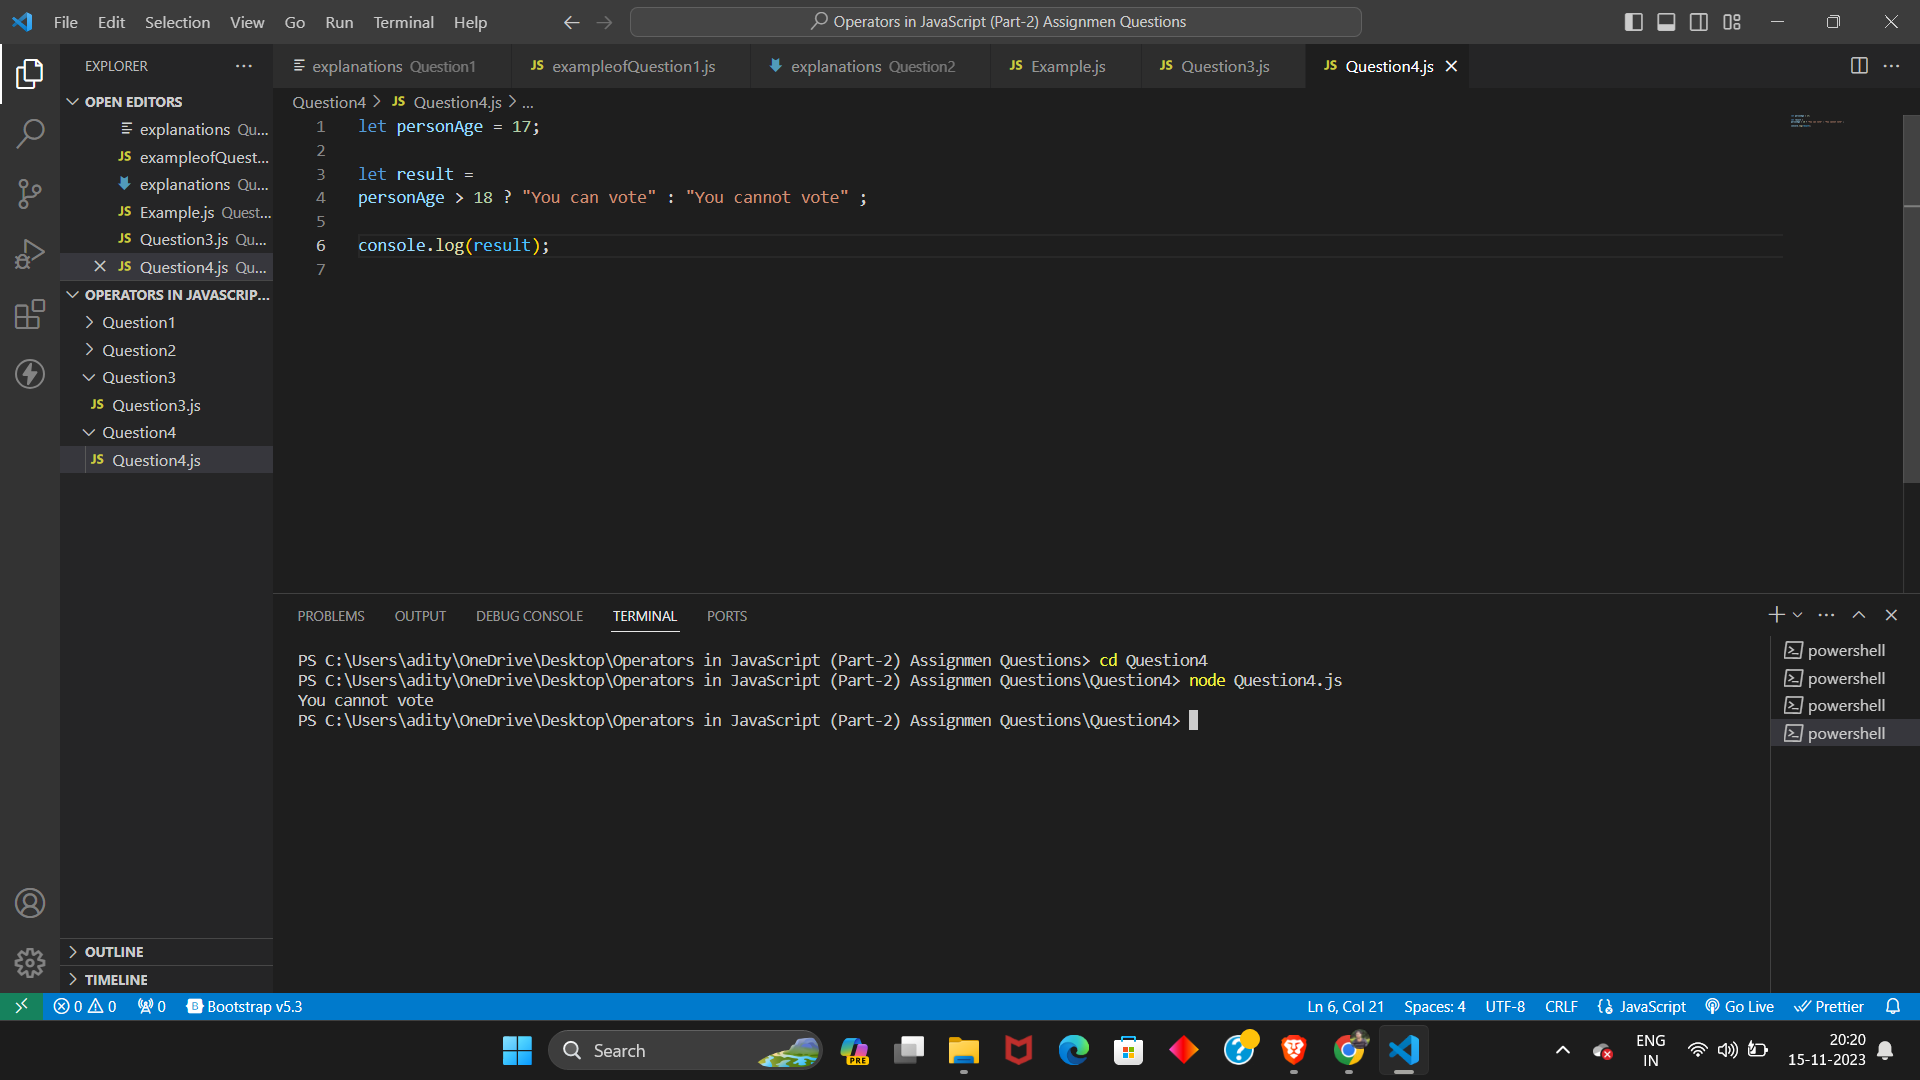 File Edit Selection View Go Run Terminal Help
Operators in JavaScript (Part-2) Assignmen Questions
EXPLORER
OPEN EDITORS
explanations Qu...
JS exampleofQuest...
explanations Qu...
JS Example.js Quest...
JS Question3.js Qu...
JS Question4.js Qu...
OPERATORS IN JAVASCRIP...
Question1
Question2
Question3
JS Question3.js
Question4
JS Question4.js
OUTLINE
TIMELINE
explanations Question1 JS exampleofQuestion1.js explanations Question2 JS Example.js JS Question3.js JS Question4.js
Question4 > JS Question4.js > ...
1 let personAge = 17;
2
3 let result =
4 personAge > 18 ? "You can vote" : "You cannot vote" ;
5
6 console.log(result);
7
PROBLEMS OUTPUT DEBUG CONSOLE TERMINAL PORTS
PS C:\Users\adity\OneDrive\Desktop\Operators in JavaScript (Part-2) Assignmen Questions> cd Question4
PS C:\Users\adity\OneDrive\Desktop\Operators in JavaScript (Part-2) Assignmen Questions\Question4> node Question4.js
You cannot vote
PS C:\Users\adity\OneDrive\Desktop\Operators in JavaScript (Part-2) Assignmen Questions\Question4>
powershell
powershell
powershell
powershell
0 0 0 B Bootstrap v5.3 Ln 6, Col 21 Spaces: 4 UTF-8 CRLF {} JavaScript Go Live Prettier
Search PRE ENG
IN
20:20
15-11-2023